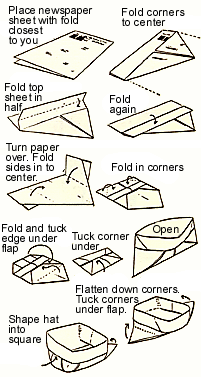 Place newspaper
sheet with fold
closest
to you
Fold corners
to center
Fold top
sheet in
half
Fold
again
Turn paper
over. Fold
sides in to
center.
Fold in corners
Fold and tuck
edge under
flap
Tuck corner
under
Open
Flatten down corners.
Tuck corners
under flap.
Shape hat
into
square